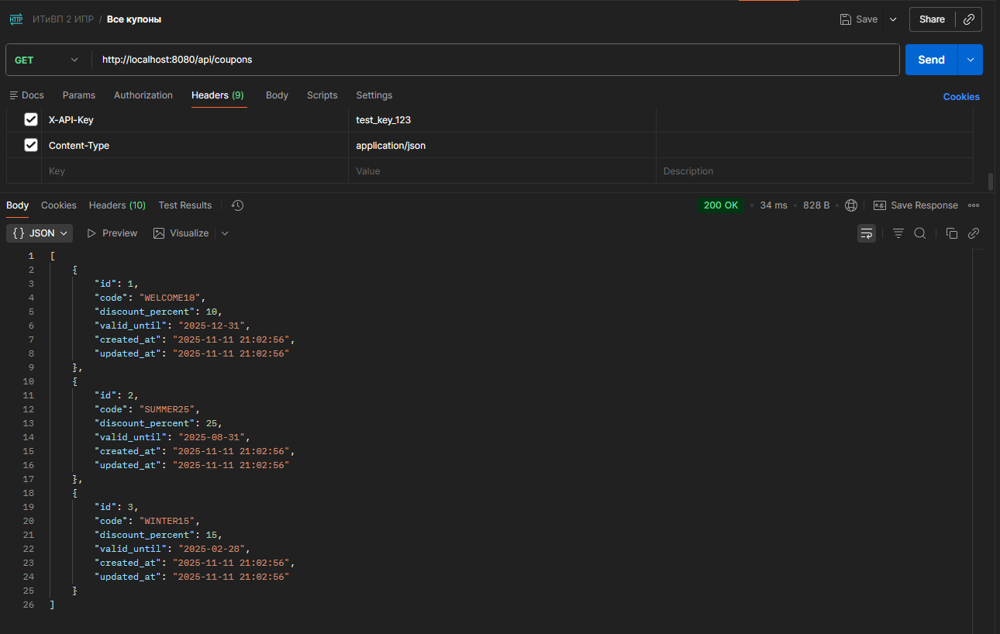 HTTP ИТиВП 2 ИПР / Все купоны Save Share
GET http://localhost:8080/api/coupons Send
Docs Params Authorization Headers (9) Body Scripts Settings Cookies
X-API-Key test_key_123
Content-Type application/json
Key Value Description
Body Cookies Headers (10) Test Results 200 OK • 34 ms • 828 B • e.g. Save Response
{} JSON Preview Visualize
1 [
2 {
3 "id": 1,
4 "code": "WELCOME10",
5 "discount_percent": 10,
6 "valid_until": "2025-12-31",
7 "created_at": "2025-11-11 21:02:56",
8 "updated_at": "2025-11-11 21:02:56"
9 },
10 {
11 "id": 2,
12 "code": "SUMMER25",
13 "discount_percent": 25,
14 "valid_until": "2025-08-31",
15 "created_at": "2025-11-11 21:02:56",
16 "updated_at": "2025-11-11 21:02:56"
17 },
18 {
19 "id": 3,
20 "code": "WINTER15",
21 "discount_percent": 15,
22 "valid_until": "2025-02-28",
23 "created_at": "2025-11-11 21:02:56",
24 "updated_at": "2025-11-11 21:02:56"
25 }
26 ]